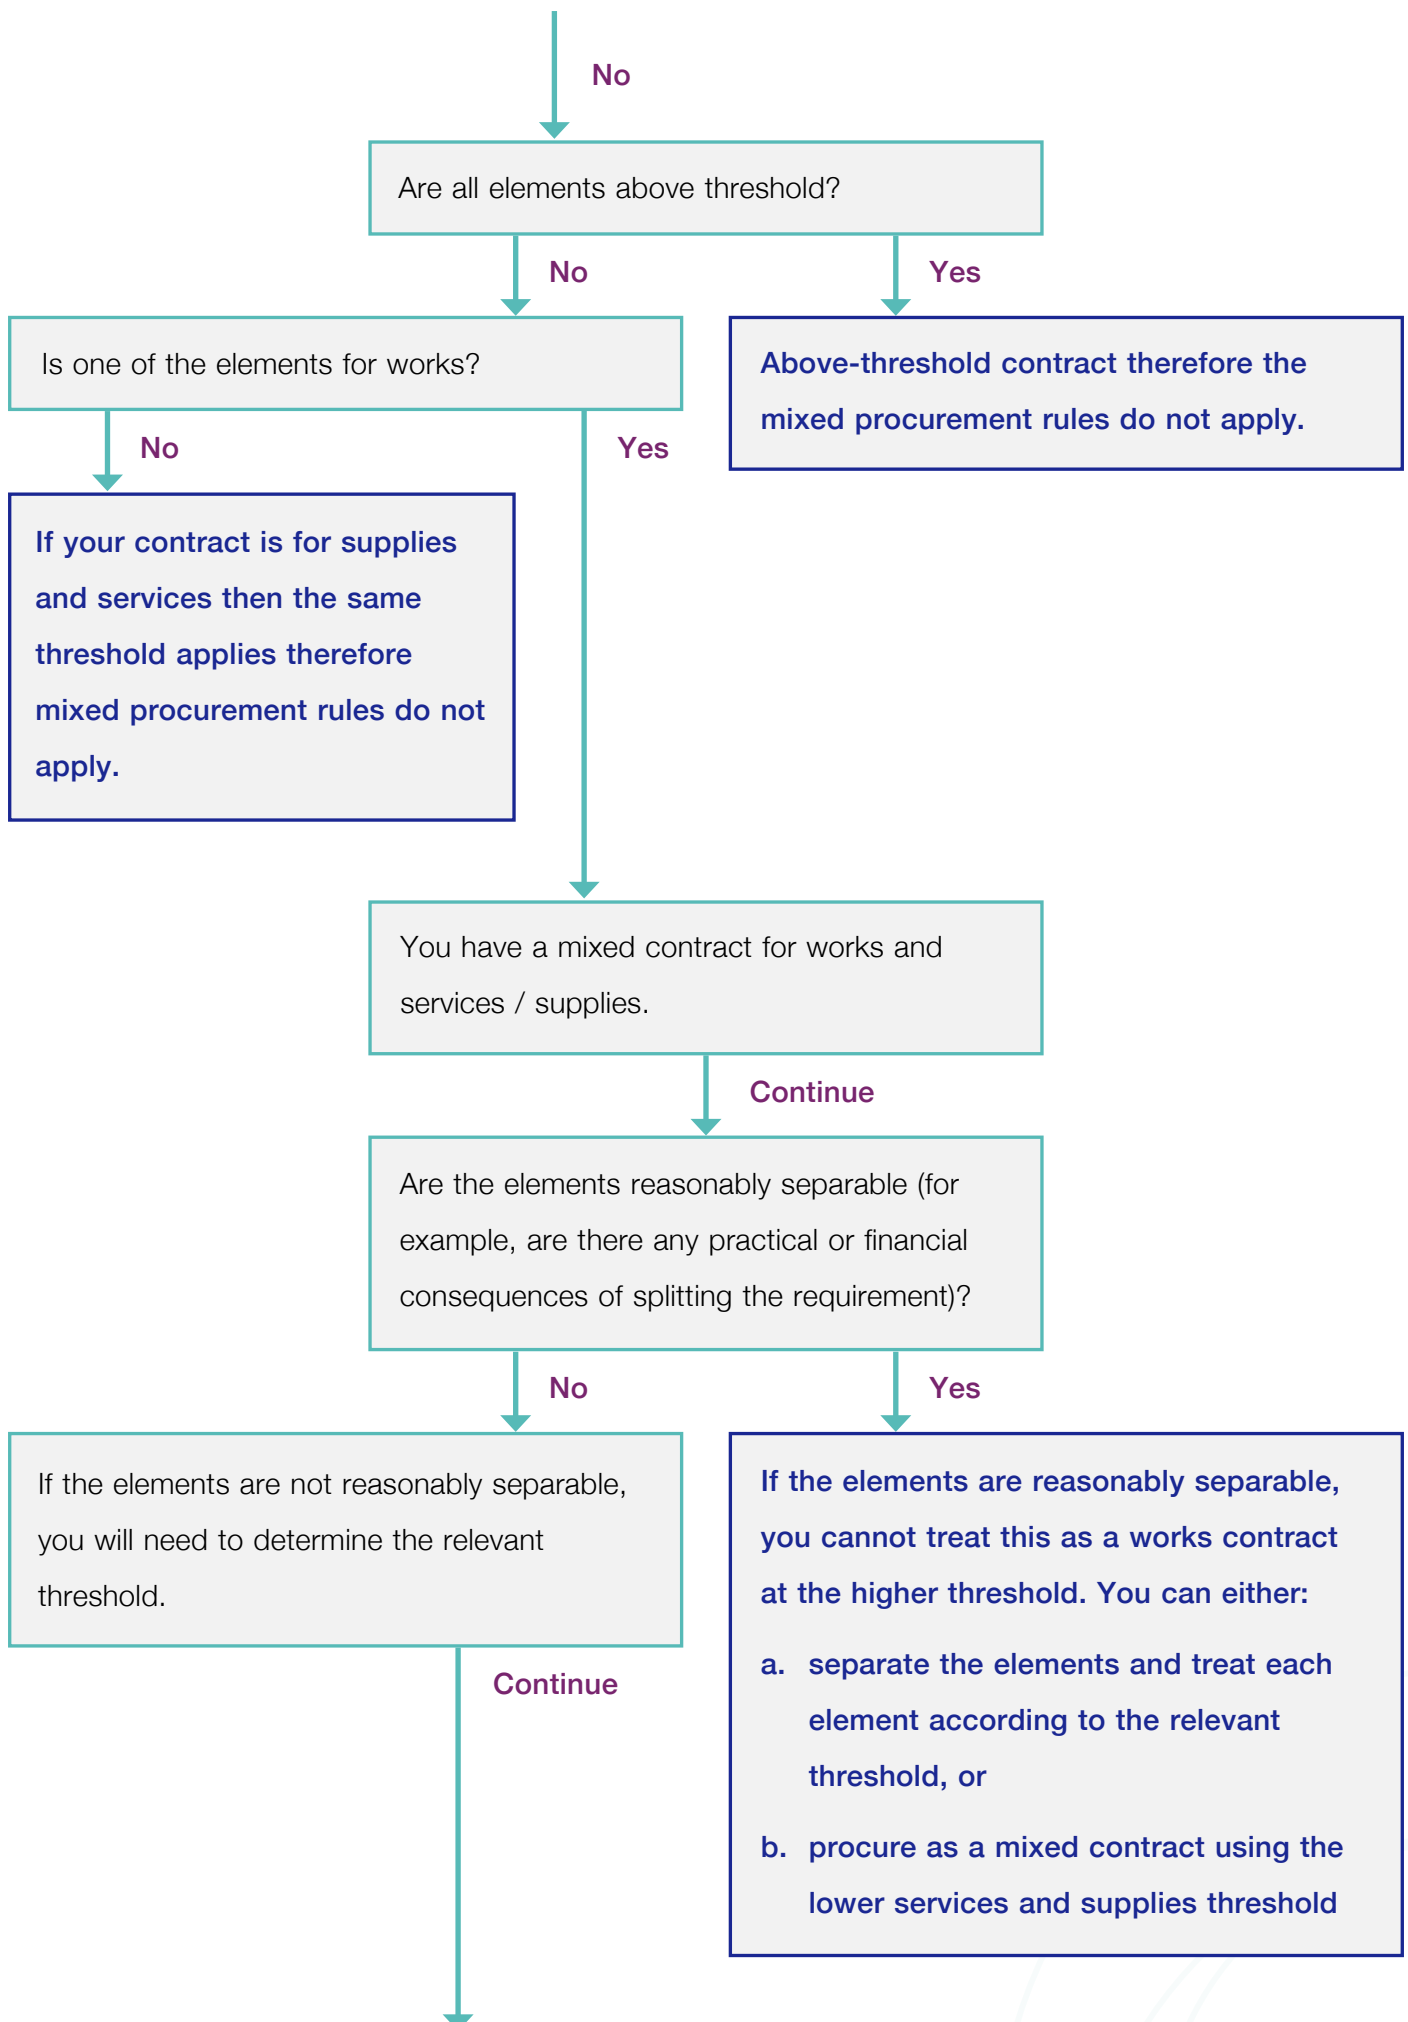 No
Are all elements above threshold?
No
Yes
Is one of the elements for works?
Above-threshold contract therefore the
mixed procurement rules do not apply.
No
Yes
If your contract is for supplies
and services then the same
threshold applies therefore
mixed procurement rules do not
apply.
You have a mixed contract for works and
services / supplies.
Continue
Are the elements reasonably separable (for
example, are there any practical or financial
consequences of splitting the requirement)?
No
Yes
If the elements are not reasonably separable,
you will need to determine the relevant
threshold.
Continue
If the elements are reasonably separable,
you cannot treat this as a works contract
at the higher threshold. You can either:
a. separate the elements and treat each
element according to the relevant
threshold, or
b. procure as a mixed contract using the
lower services and supplies threshold